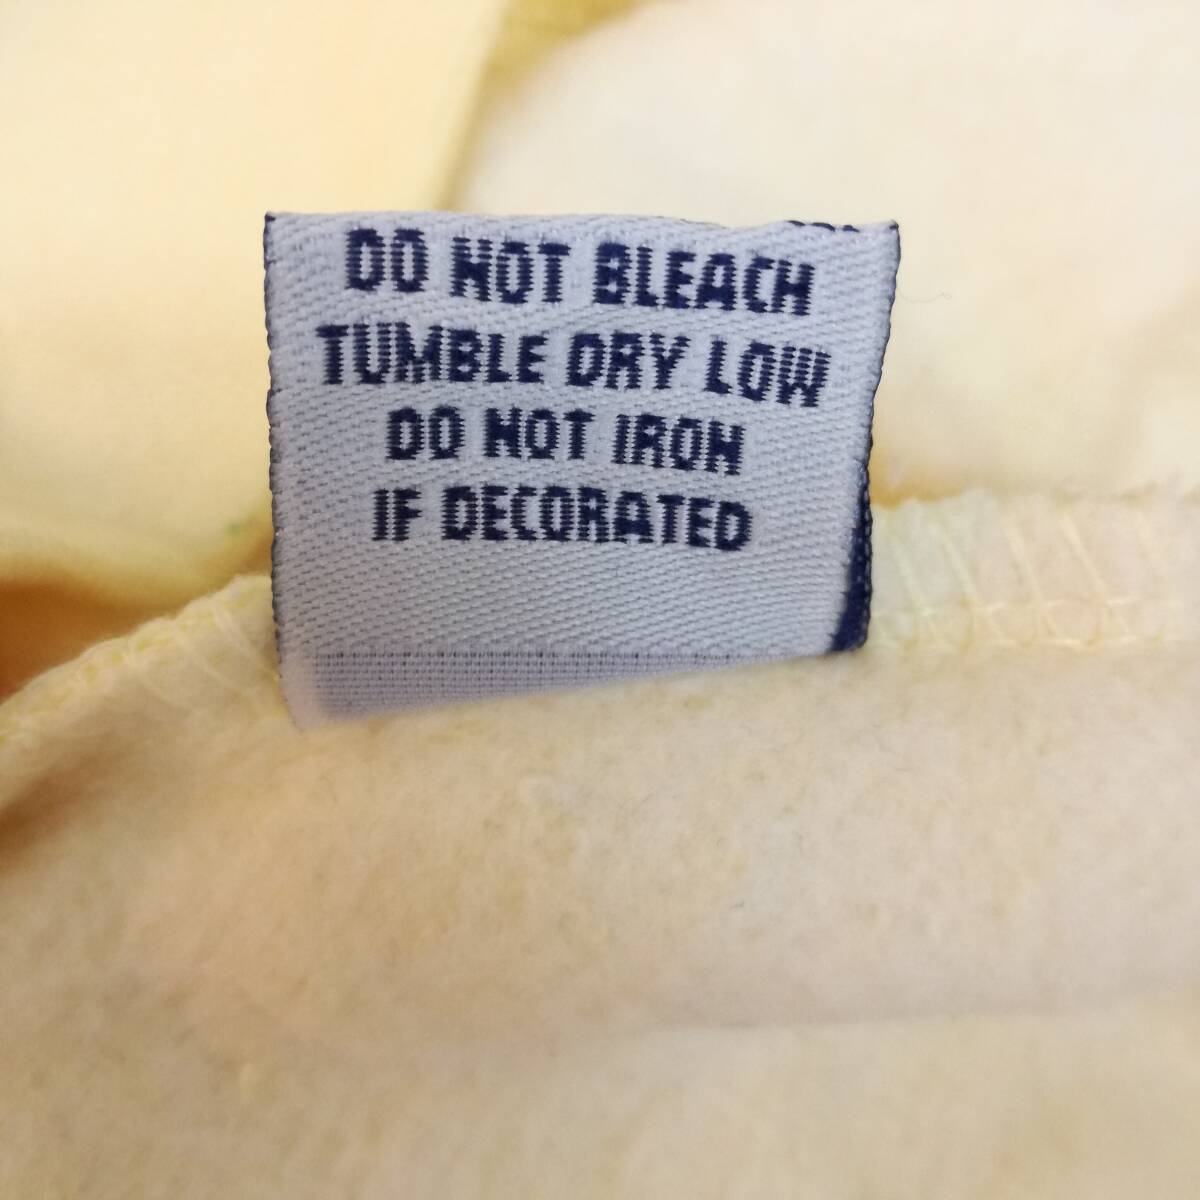 DO NOT BLEACH
TUMBLE DRY LOW
DO NOT IRON
IF DECORATED